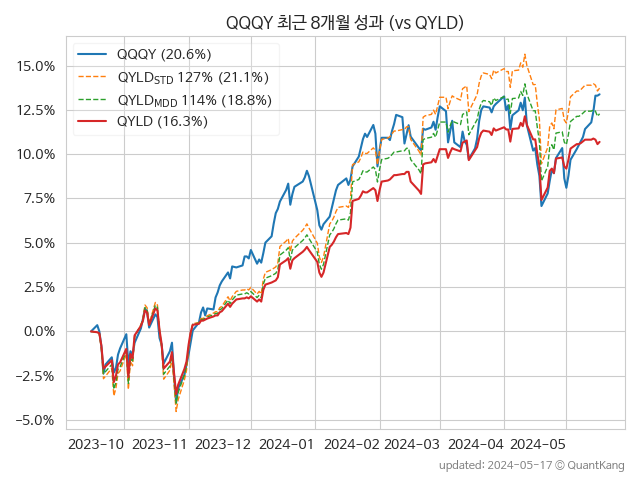 QQQY 최근 8개월 성과 (vs QYLD)
QQQY (20.6%)
QYLD_STD 127% (21.1%)
QYLD_MDD 114% (18.8%)
QYLD (16.3%)
15.0%
12.5%
10.0%
7.5%
5.0%
2.5%
0.0%
−2.5%
−5.0%
2023-10 2023-11 2023-12 2024-01 2024-02 2024-03 2024-04 2024-05
updated: 2024-05-17 © QuantKang